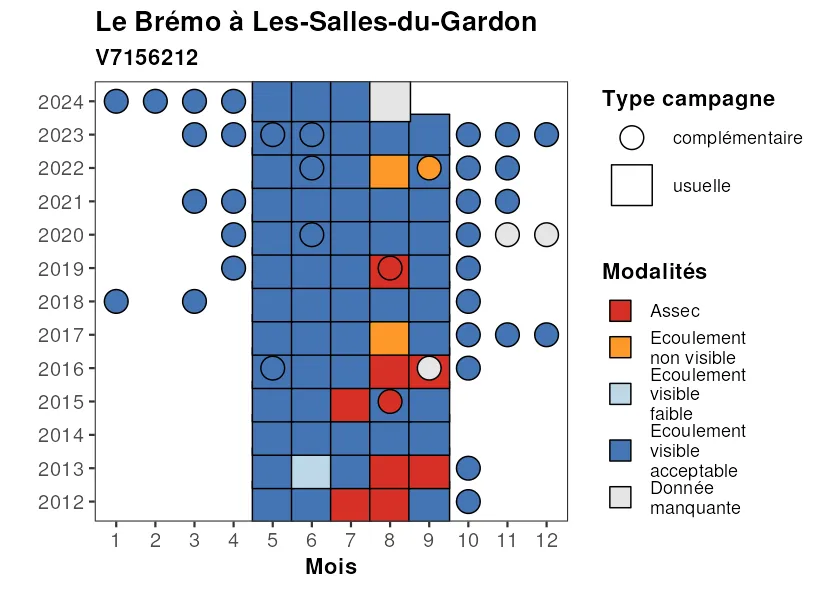 Le Brémo à Les-Salles-du-Gardon
V7156212
2024
2023
2022
2021
2020
2019
2018
2017
2016
2015
2014
2013
2012
1 2 3 4 5 6 7 8 9 10 11 12
Mois
Type campagne
complémentaire
usuelle
Modalités
Assec
Ecoulement
non visible
Ecoulement
visible
faible
Ecoulement
visible
acceptable
Donnée
manquante